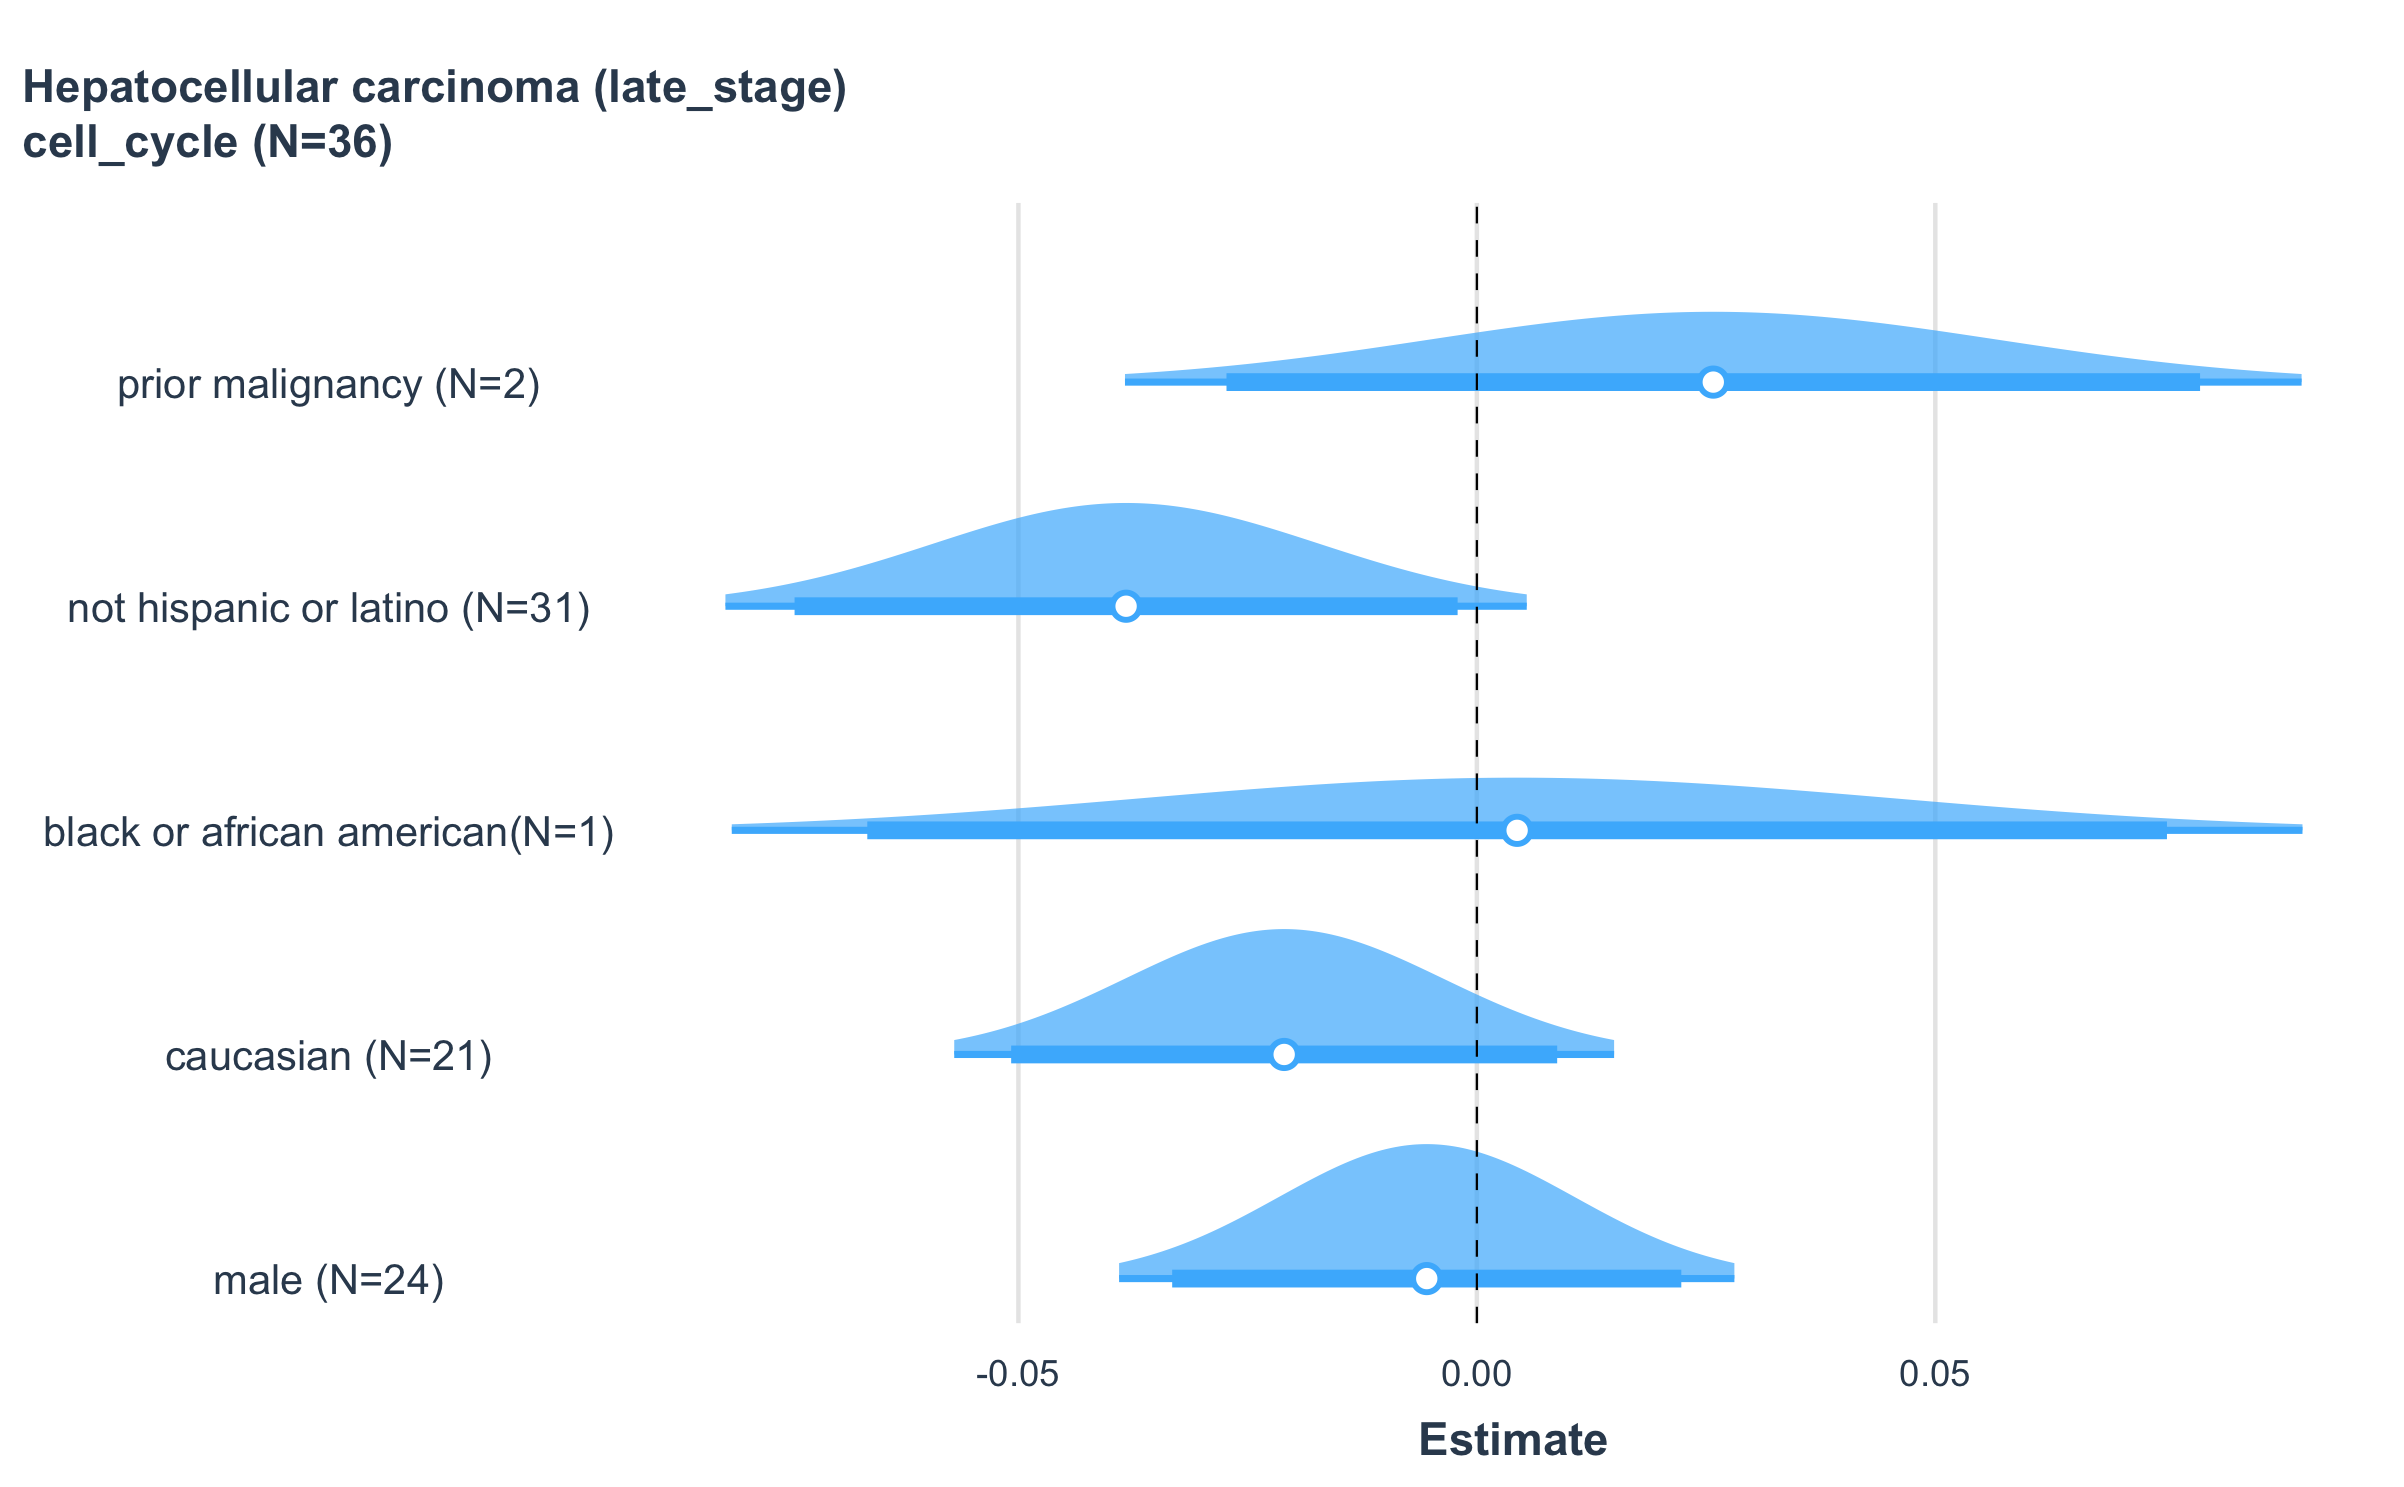 Hepatocellular carcinoma (late_stage)
cell_cycle (N=36)
prior malignancy (N=2)
not hispanic or latino (N=31)
black or african american(N=1)
caucasian (N=21)
male (N=24)
-0.05 0.00 0.05
Estimate